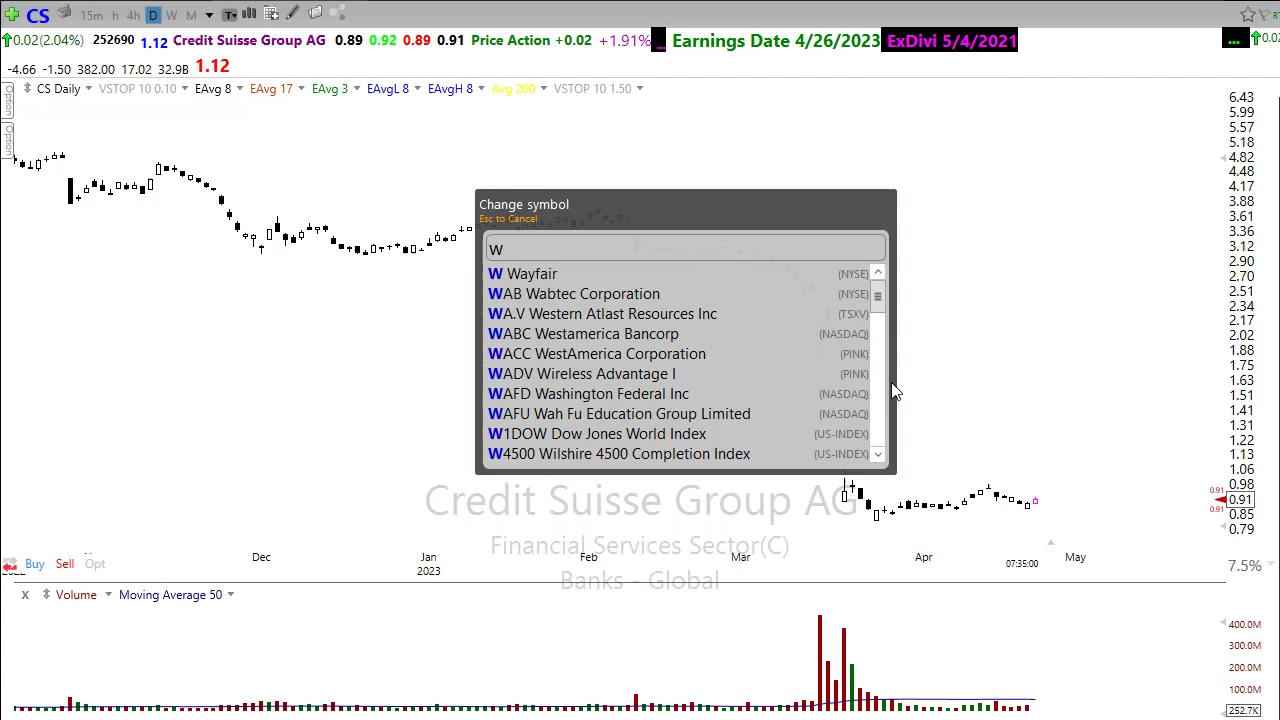 CS 15m h 4h D W M T
0.02(2.04%) 252690 1.12 Credit Suisse Group AG 0.89 0.92 0.89 0.91 Price Action +0.02 +1.91% ... Earnings Date 4/26/2023 ExDivi 5/4/2021 ... 0.02
-4.66 -1.50 382.00 17.02 32.9B 1.12
CS Daily VSTOP 10 0.10 EAvg 8 EAvg 17 EAvg 3 EAvgL 8 EAvgH 8 Avg 200 VSTOP 10 1.50
Option
Option
6.43
5.99
5.57
5.18
4.82
4.48
4.17
3.88
3.61
3.36
3.12
2.90
2.70
2.51
2.34
2.17
2.02
1.88
1.75
1.63
1.51
1.41
1.31
1.22
1.13
1.06
0.98
0.91 0.91
0.91
0.85
0.79
Change symbol
Esc to Cancel
W
W Wayfair (NYSE)
WAB Wabtec Corporation (NYSE)
WA.V Western Atlast Resources Inc (TSXV)
WABC Westamerica Bancorp (NASDAQ)
WACC WestAmerica Corporation (PINK)
WADV Wireless Advantage I (PINK)
WAFD Washington Federal Inc (NASDAQ)
WAFU Wah Fu Education Group Limited (NASDAQ)
W1DOW Dow Jones World Index (US-INDEX)
W4500 Wilshire 4500 Completion Index (US-INDEX)
Credit Suisse Group AG
Financial Services Sector(C)
Banks - Global
Dec Jan Feb Mar Apr May
2023 07:35:00
Buy Sell Opt 7.5%
x Volume Moving Average 50
400.0M
300.0M
200.0M
100.0M
252.7K